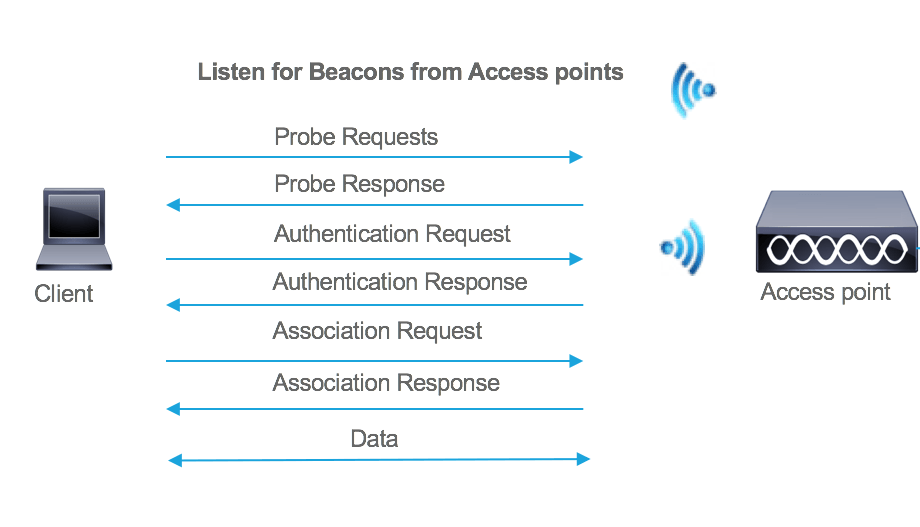 Listen for Beacons from Access points
Probe Requests
Probe Response
Authentication Request
Authentication Response
Client
Access point
Association Request
Association Response
Data